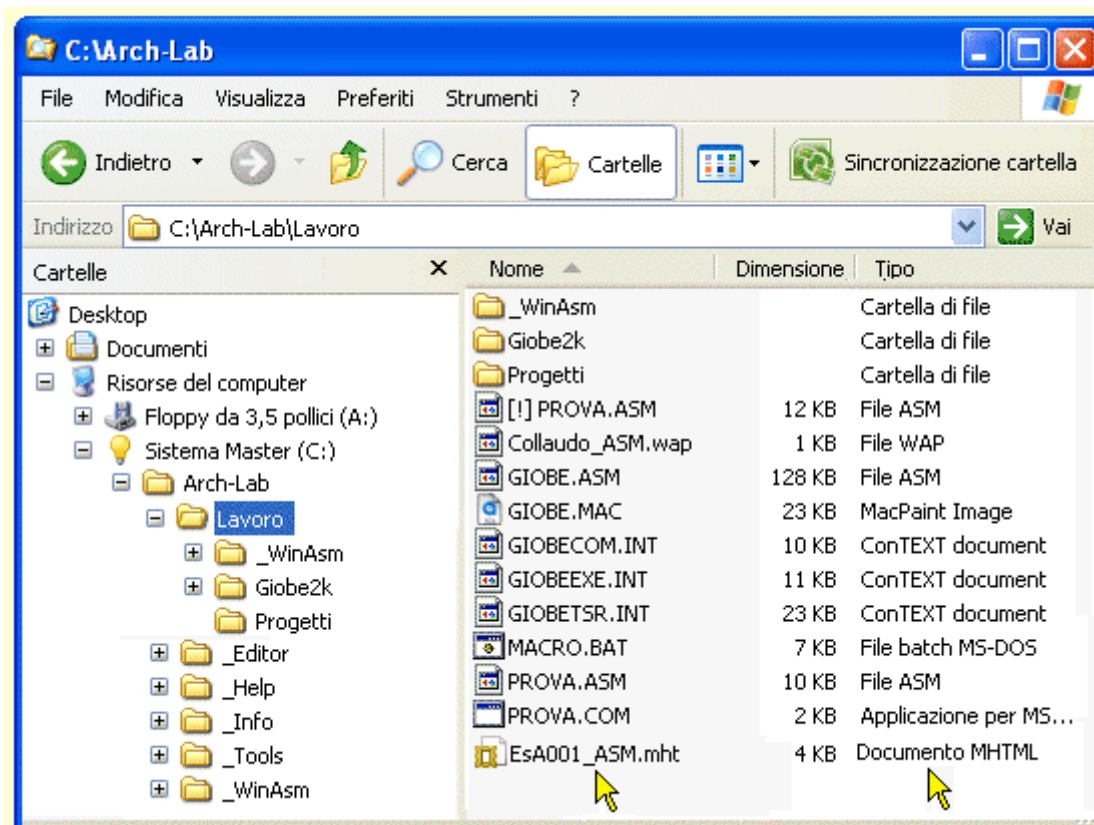 C:\Arch-Lab
File Modifica Visualizza Preferiti Strumenti ?
Indietro Cerca Cartelle Sincronizzazione cartella
Indirizzo C:\Arch-Lab\Lavoro Vai
Cartelle
Desktop
Documenti
Risorse del computer
Floppy da 3,5 pollici (A:)
Sistema Master (C:)
Arch-Lab
Lavoro
_WinAsm
Giobe2k
Progetti
_Editor
_Help
_Info
_Tools
_WinAsm
Nome Dimensione Tipo
_WinAsm Cartella di file
Giobe2k Cartella di file
Progetti Cartella di file
[!] PROVA.ASM 12 KB File ASM
Collaudo_ASM.wap 1 KB File WAP
GIOBE.ASM 128 KB File ASM
GIOBE.MAC 23 KB MacPaint Image
GIOBECOM.INT 10 KB ConTEXT document
GIOBEEXE.INT 11 KB ConTEXT document
GIOBETSR.INT 23 KB ConTEXT document
MACRO.BAT 7 KB File batch MS-DOS
PROVA.ASM 10 KB File ASM
PROVA.COM 2 KB Applicazione per MS...
EsA001_ASM.mht 4 KB Documento MHTML